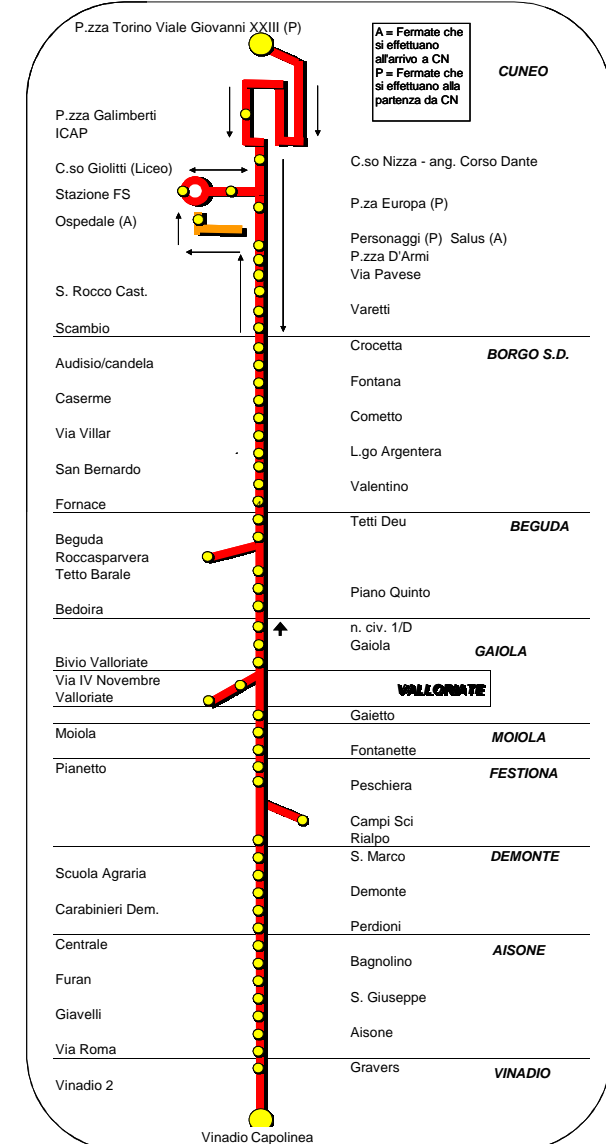 P.zza Torino Viale Giovanni XXIII (P)
A = Fermate che
si effettuano
all'arrivo a CN
P = Fermate che
si effettuano alla
partenza da CN
CUNEO
P.zza Galimberti
ICAP
C.so Giolitti (Liceo)
C.so Nizza - ang. Corso Dante
Stazione FS
P.za Europa (P)
Ospedale (A)
Personaggi (P) Salus (A)
P.zza D'Armi
Via Pavese
S. Rocco Cast.
Varetti
Scambio
Crocetta
BORGO S.D.
Audisio/candela
Fontana
Caserme
Cometto
Via Villar
L.go Argentera
San Bernardo
Valentino
Fornace
Tetti Deu
BEGUDA
Beguda
Roccasparvera
Tetto Barale
Piano Quinto
Bedoira
n. civ. 1/D
Gaiola
GAIOLA
Bivio Valloriate
Via IV Novembre
Valloriate
VALLORIATE
Gaietto
Moiola
MOIOLA
Fontanette
Pianetto
FESTIONA
Peschiera
Campi Sci
Rialpo
S. Marco
DEMONTE
Scuola Agraria
Demonte
Carabinieri Dem.
Perdioni
Centrale
AISONE
Bagnolino
Furan
S. Giuseppe
Giavelli
Aisone
Via Roma
Gravers
VINADIO
Vinadio 2
Vinadio Capolinea